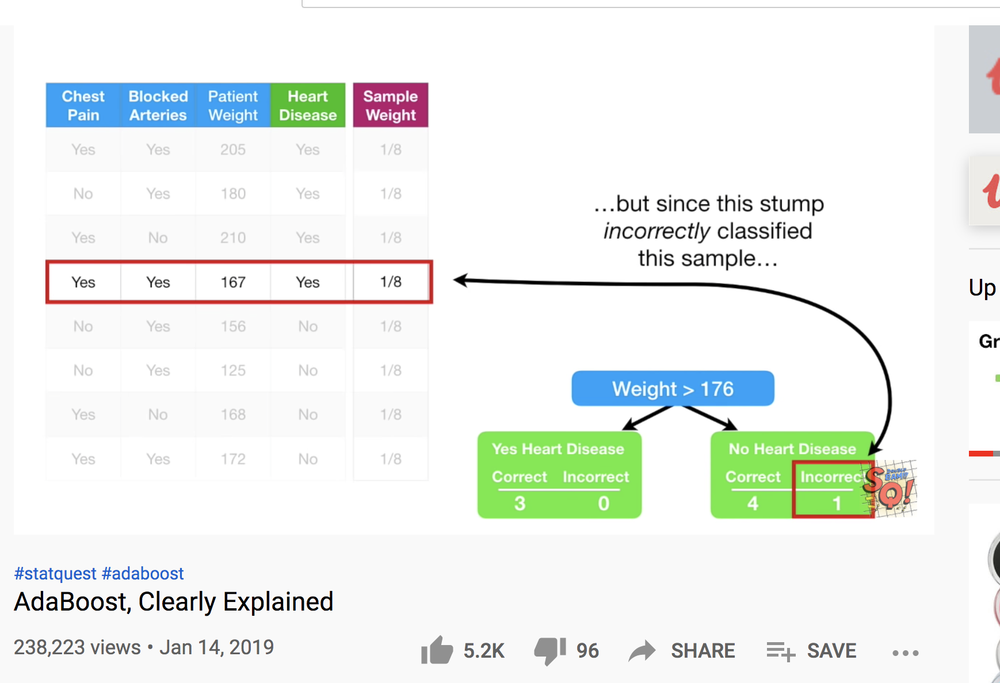 Chest Pain Blocked Arteries Patient Weight Heart Disease Sample Weight
Yes Yes 205 Yes 1/8
No Yes 180 Yes 1/8
Yes No 210 Yes 1/8
Yes Yes 167 Yes 1/8
No Yes 156 No 1/8
No Yes 125 No 1/8
Yes No 168 No 1/8
Yes Yes 172 No 1/8
...but since this stump
incorrectly classified
this sample...
Weight > 176
Yes Heart Disease
Correct Incorrect
3 0
No Heart Disease
Correct Incorrec
4 1
DOUBLE
BAM!!
SQ!
Up
Gr
#statquest #adaboost
AdaBoost, Clearly Explained
238,223 views • Jan 14, 2019
5.2K 96 SHARE SAVE